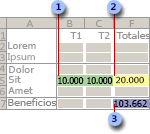 1 2
A B C F
1 T1 T2 Totales
2 Lorem
3 Ipsum
4 Dolor
5 Sit 10.000 10.000 20.000
6 Amet
17 Beneficios 103.662
3